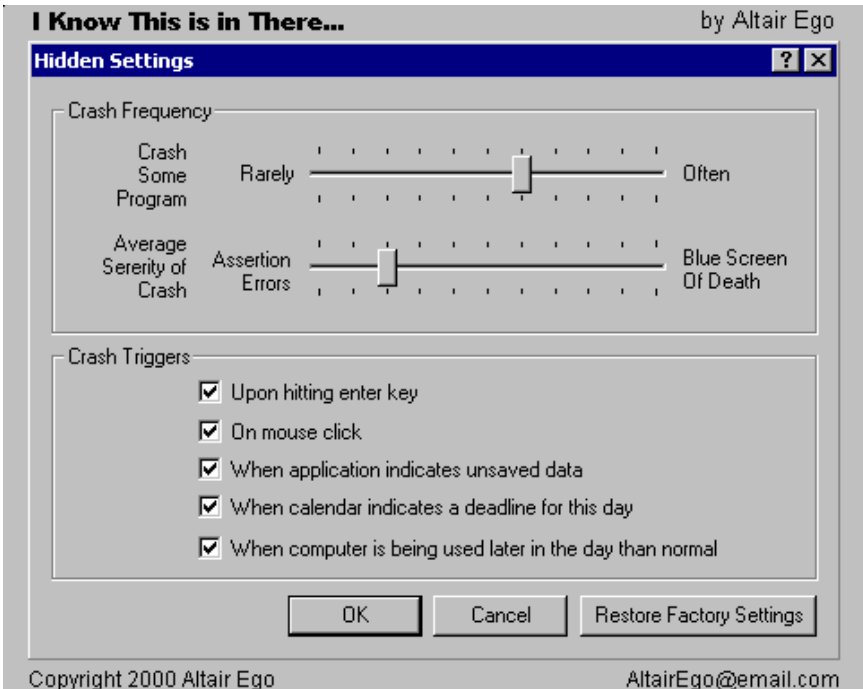 I Know This is in There... by Altair Ego
Hidden Settings
Crash Frequency
Crash
Some
Program
Rarely
Often
Average
Sererity of
Crash
Assertion
Errors
Blue Screen
Of Death
Crash Triggers
Upon hitting enter key
On mouse click
When application indicates unsaved data
When calendar indicates a deadline for this day
When computer is being used later in the day than normal
OK Cancel Restore Factory Settings
Copyright 2000 Altair Ego AltairEgo@email.com